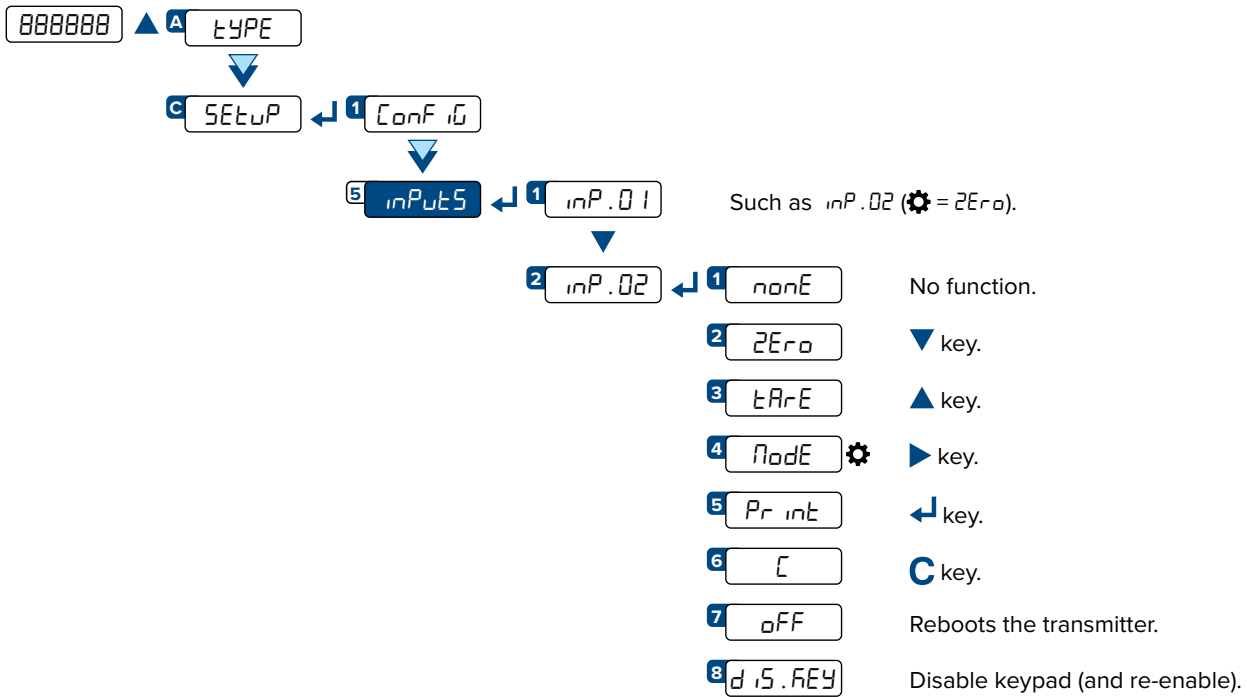 888888 A tYPE
C SEtuP 1 ConFiG
5 inPutS 1 inP.01 Such as inP.02 ( = 2Ero).
2 inP.02 1 nonE No function.
2 2Ero key.
3 tArE key.
4 ModE key.
5 Print key.
6 C C key.
7 oFF Reboots the transmitter.
8 diS.KEY Disable keypad (and re-enable).